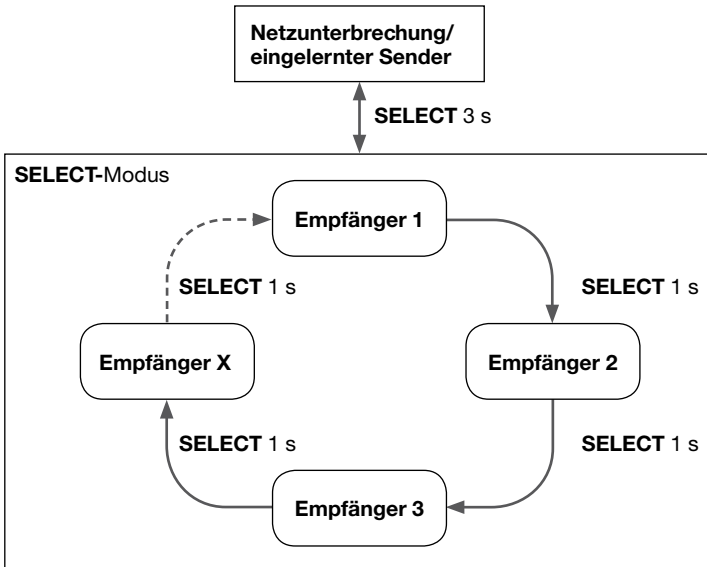 Netzunterbrechung/
eingelernter Sender
SELECT 3 s
SELECT-Modus
Empfänger 1
SELECT 1 s
SELECT 1 s
Empfänger X
Empfänger 2
SELECT 1 s
SELECT 1 s
Empfänger 3